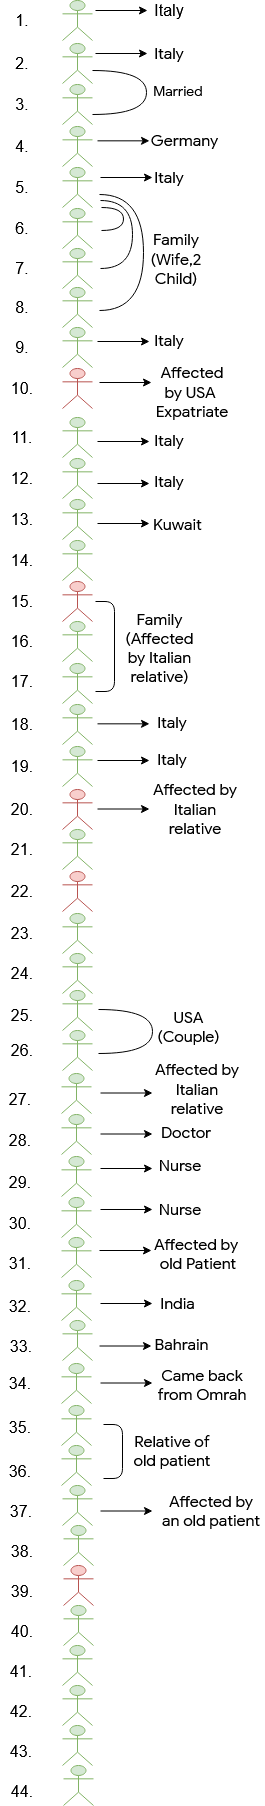 1. Italy
2. Italy
3. Married
4. Germany
5. Italy
6.
7.
8.
Family
(Wife,2
Child)
9. Italy
10. Affected
by USA
Expatriate
11. Italy
12. Italy
13. Kuwait
14.
15.
16.
17.
Family
(Affected
by Italian
relative)
18. Italy
19. Italy
20. Affected by
Italian
relative
21.
22.
23.
24.
25.
26.
USA
(Couple)
27. Affected by
Italian
relative
28. Doctor
29. Nurse
30. Nurse
31. Affected by
old Patient
32. India
33. Bahrain
34. Came back
from Omrah
35.
36.
Relative of
old patient
37. Affected by
an old patient
38.
39.
40.
41.
42.
43.
44.